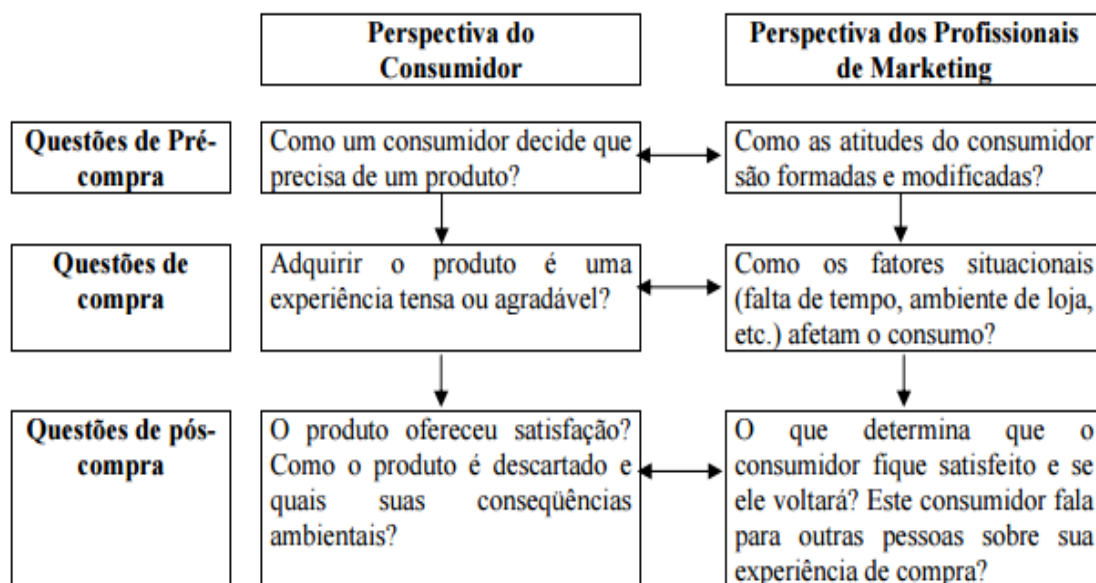 Perspectiva do
Consumidor
Perspectiva dos Profissionais
de Marketing
Questões de Pré-
compra
Como um consumidor decide que
precisa de um produto?
Como as atitudes do consumidor
são formadas e modificadas?
Questões de
compra
Adquirir o produto é uma
experiência tensa ou agradável?
Como os fatores situacionais
(falta de tempo, ambiente de loja,
etc.) afetam o consumo?
Questões de pós-
compra
O produto ofereceu satisfação?
Como o produto é descartado e
quais suas conseqüências
ambientais?
O que determina que o
consumidor fique satisfeito e se
ele voltará? Este consumidor fala
para outras pessoas sobre sua
experiência de compra?